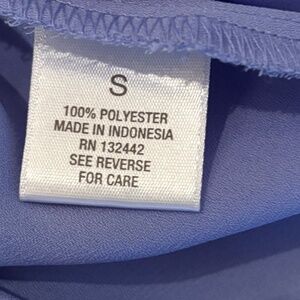 S
100% POLYESTER
MADE IN INDONESIA
RN 132442
SEE REVERSE
FOR CARE